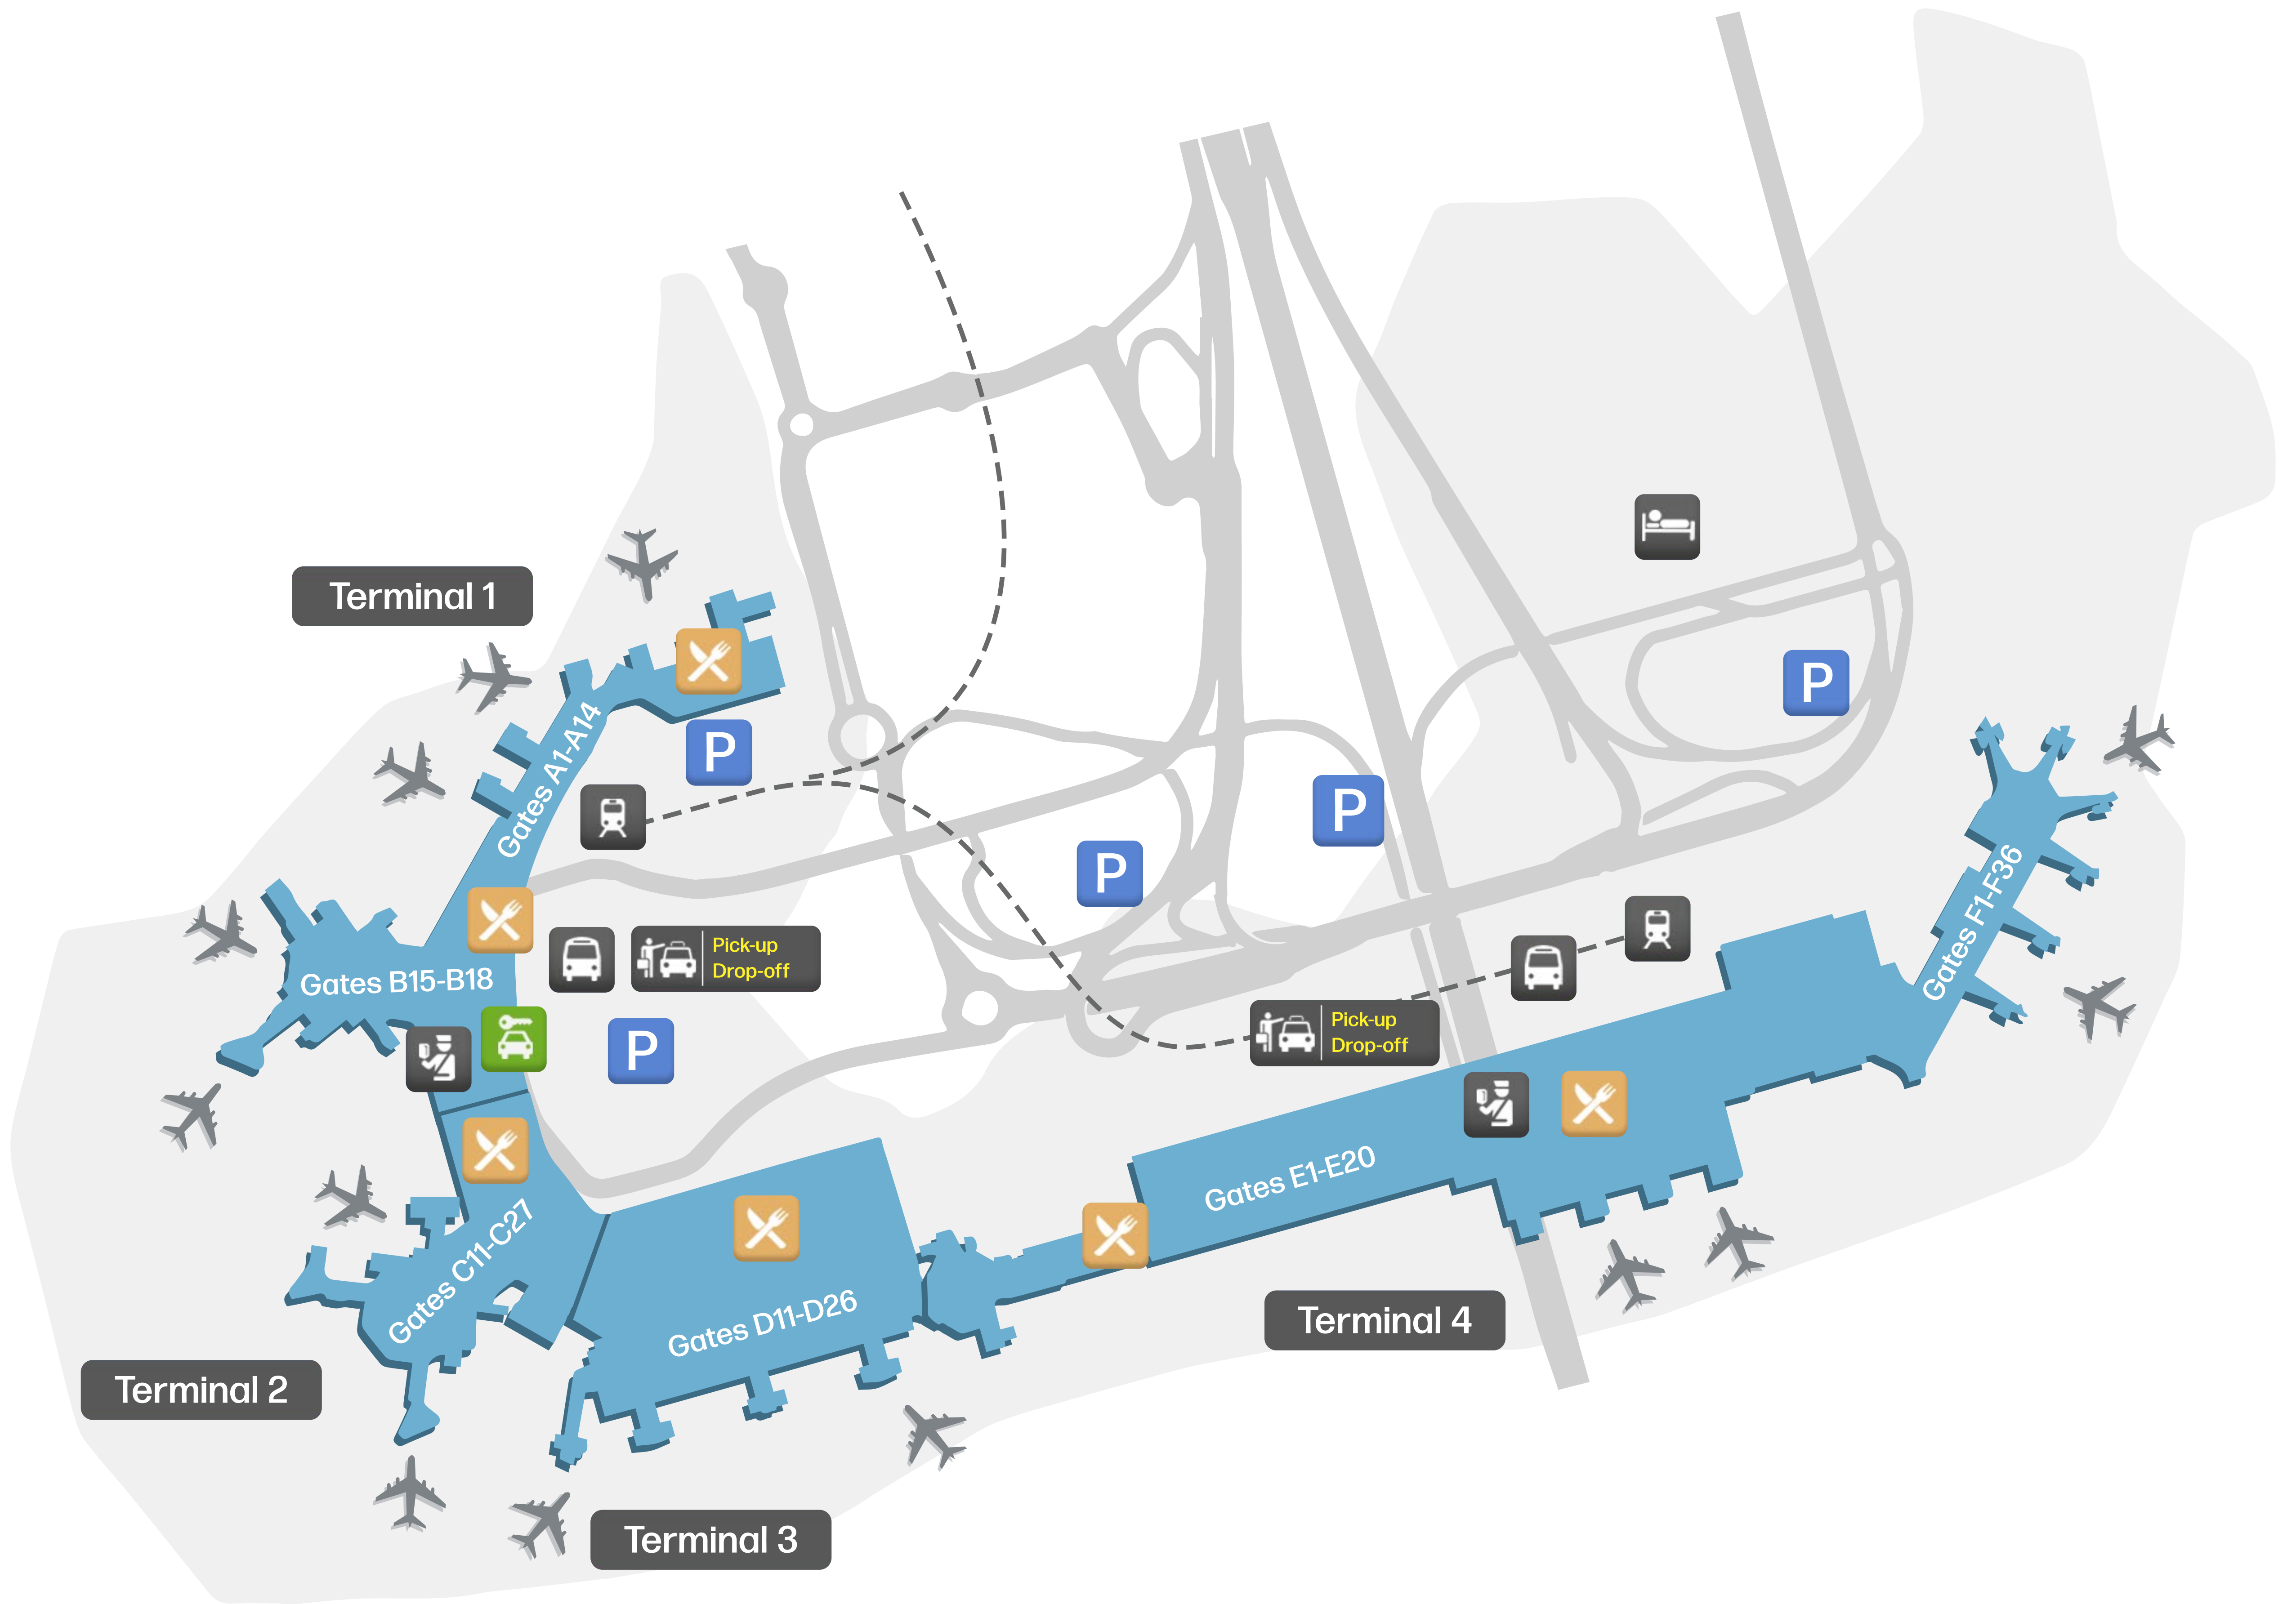 Terminal 1
P
P
Gates A1-A14
P
P
Gates F1-F36
Pick-up
Drop-off
Gates B15-B18
Pick-up
Drop-off
P
Gates E1-E20
Gates C11-C27
Gates D11-D26
Terminal 4
Terminal 2
Terminal 3